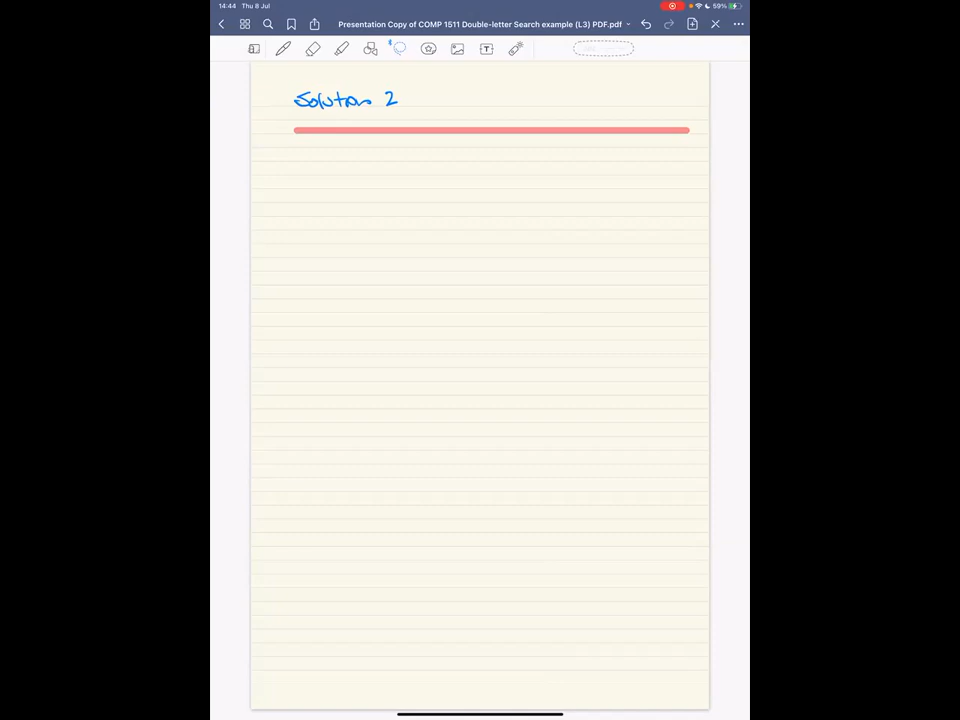 14:44 Thu 8 Jul 59%
Presentation Copy of COMP 1511 Double-letter Search example (L3) PDF.pdf
Solution 2